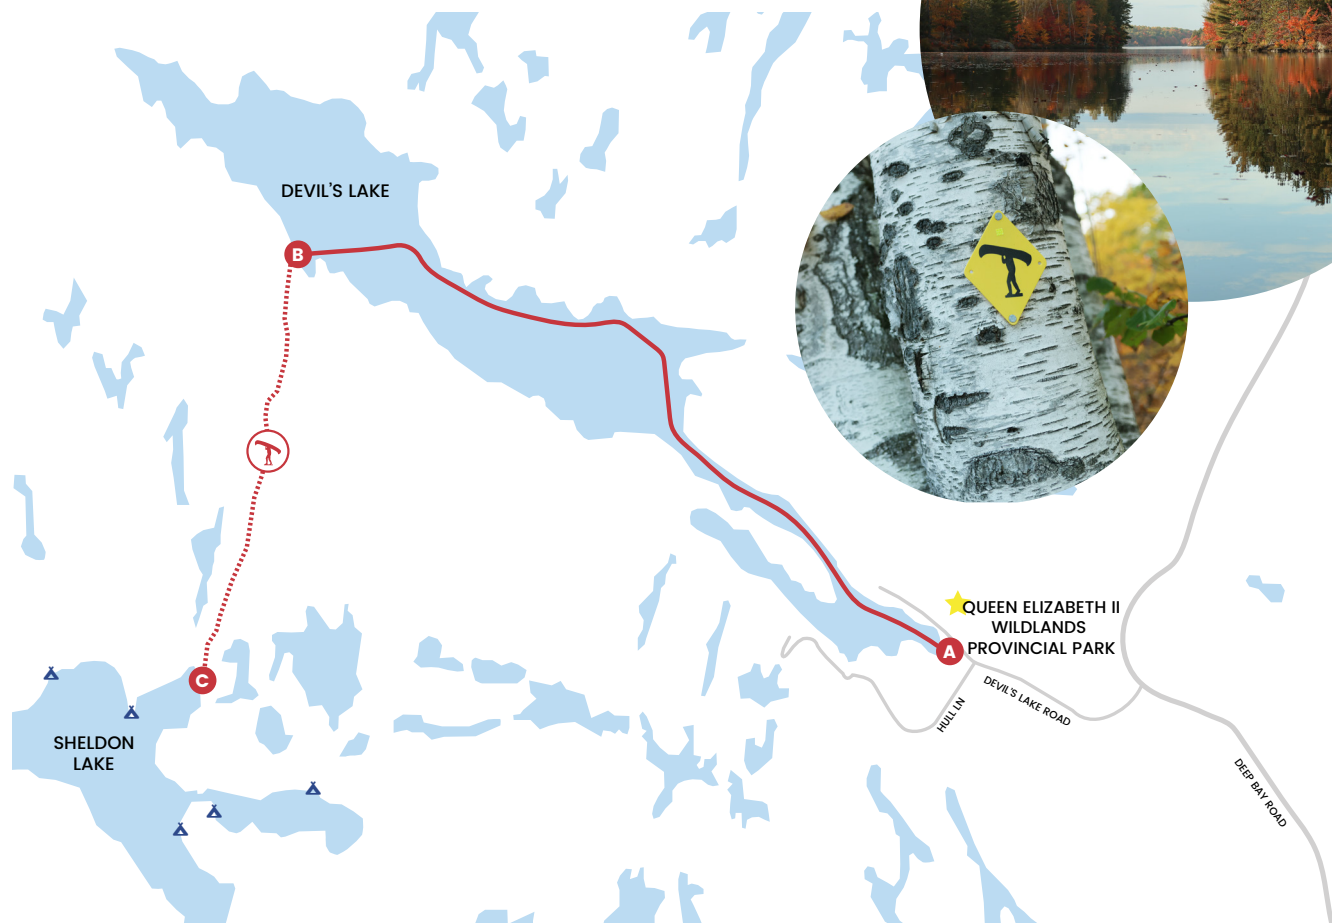 DEVIL'S LAKE
B
QUEEN ELIZABETH II
WILDLANDS
PROVINCIAL PARK
A
C
DEVIL'S LAKE ROAD
HULL LN
SHELDON
LAKE
DEEP BAY ROAD